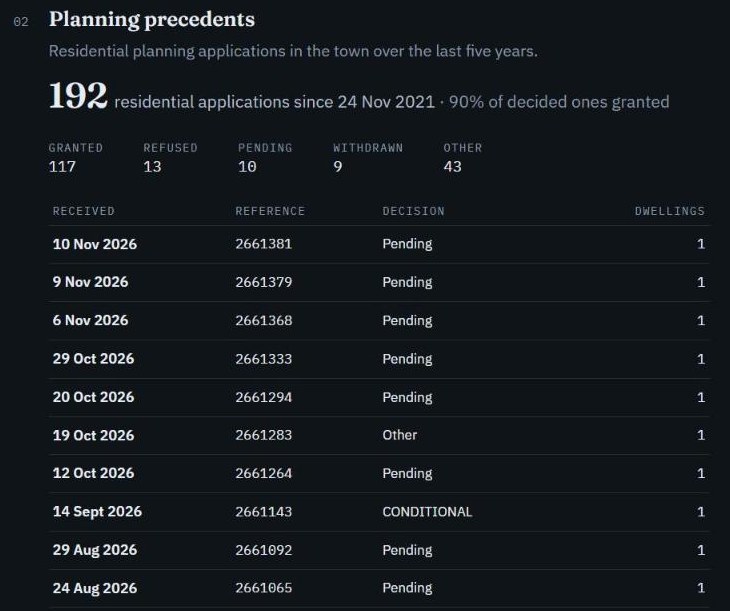 02 Planning precedents
Residential planning applications in the town over the last five years.
192 residential applications since 24 Nov 2021 · 90% of decided ones granted
GRANTED REFUSED PENDING WITHDRAWN OTHER
117 13 10 9 43
RECEIVED REFERENCE DECISION DWELLINGS
10 Nov 2026 2661381 Pending 1
9 Nov 2026 2661379 Pending 1
6 Nov 2026 2661368 Pending 1
29 Oct 2026 2661333 Pending 1
20 Oct 2026 2661294 Pending 1
19 Oct 2026 2661283 Other 1
12 Oct 2026 2661264 Pending 1
14 Sept 2026 2661143 CONDITIONAL 1
29 Aug 2026 2661092 Pending 1
24 Aug 2026 2661065 Pending 1